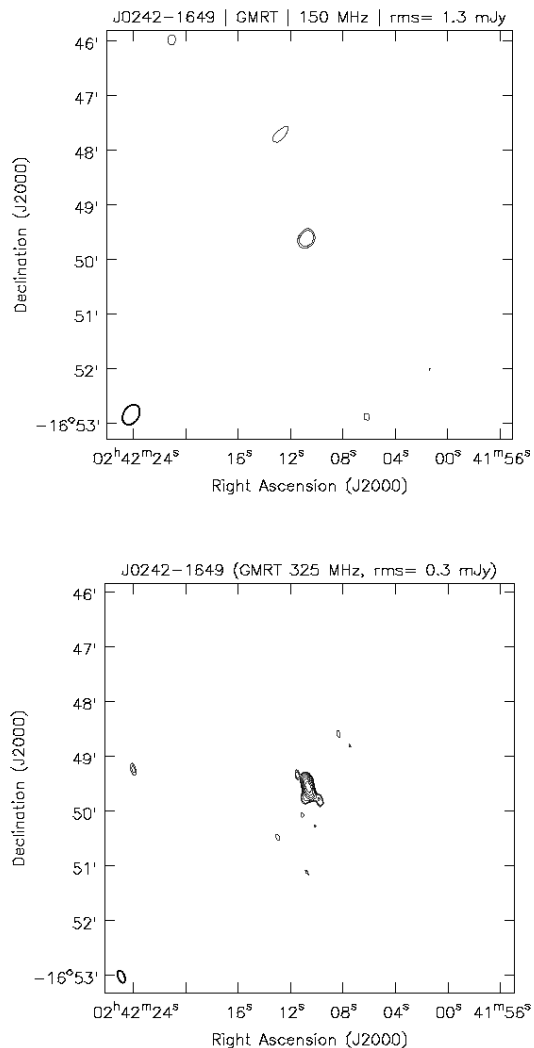 J0242-1649 | GMRT | 150 MHz | rms= 1.3 mJy
46'
47'
48'
49'
50'
51'
52'
-16°53'
Declination (J2000)
02ʰ42ᵐ24ˢ 16ˢ 12ˢ 08ˢ 04ˢ 00ˢ 41ᵐ56ˢ
Right Ascension (J2000)
J0242-1649 (GMRT 325 MHz, rms= 0.3 mJy)
46'
47'
48'
49'
50'
51'
52'
-16°53'
Declination (J2000)
02ʰ42ᵐ24ˢ 16ˢ 12ˢ 08ˢ 04ˢ 00ˢ 41ᵐ56ˢ
Right Ascension (J2000)